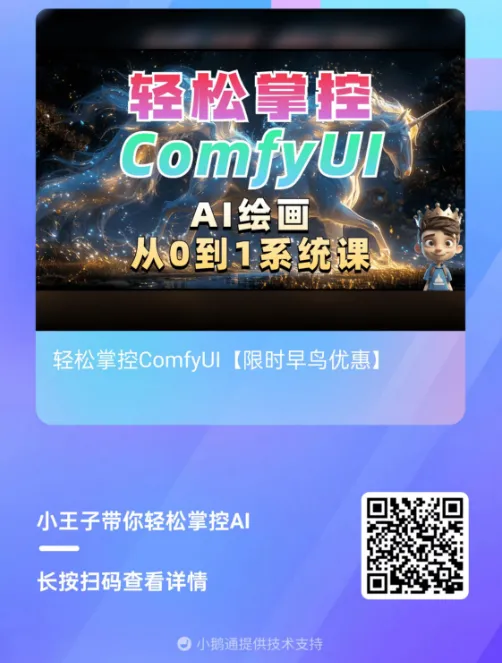 轻松掌控
ComfyUI
AI绘画
从0到1系统课
轻松掌控ComfyUI【限时早鸟优惠】
小王子带你轻松掌控AI
长按扫码查看详情
小鹅通提供技术支持